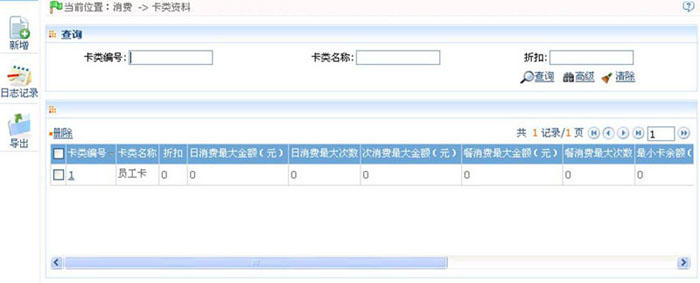 当前位置：消费 -> 卡类资料
新增
日志记录
导出
查询
卡类编号: 卡类名称: 折扣:
查询 高级 清除
删除 共 1 记录/1 页 1
卡类编号 卡类名称 折扣 日消费最大金额（元） 日消费最大次数 次消费最大金额（元） 餐消费最大金额（元） 餐消费最大次数 最小卡余额（
1 员工卡 0 0 0 0 0 0 0